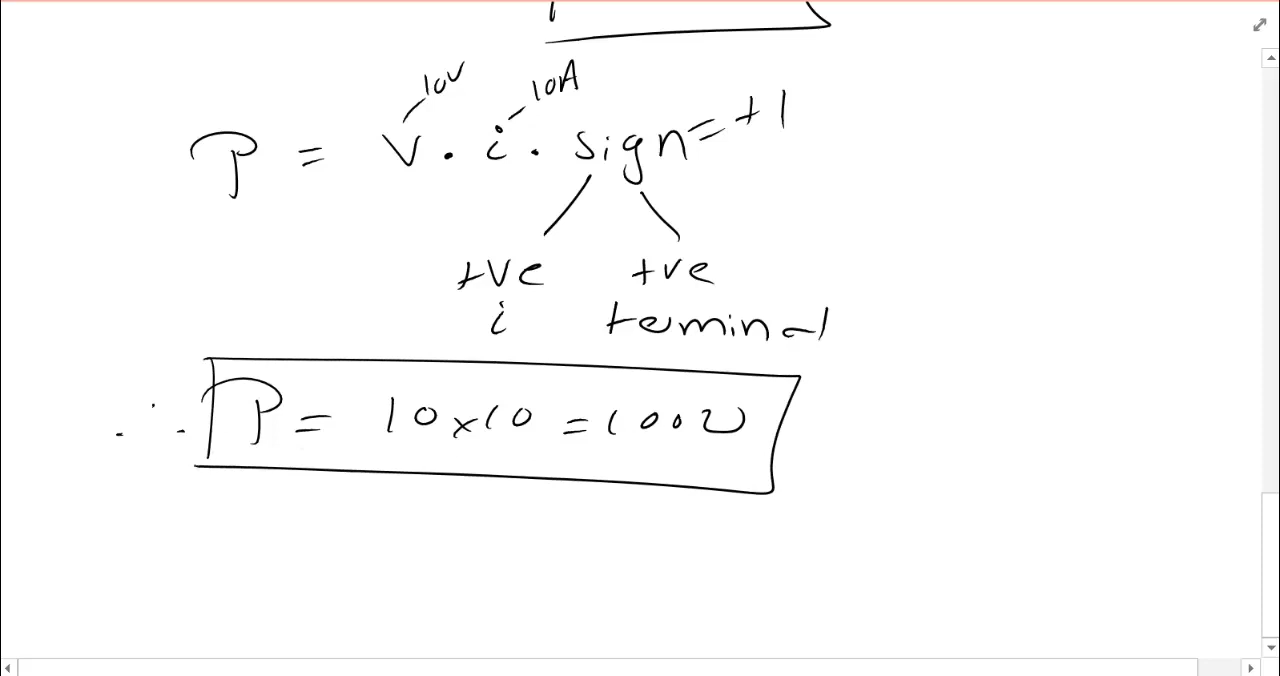 10V 10A
P = V . i . sign = +1
+ve +ve
i terminal
∴ P = 10 x 10 = 100W